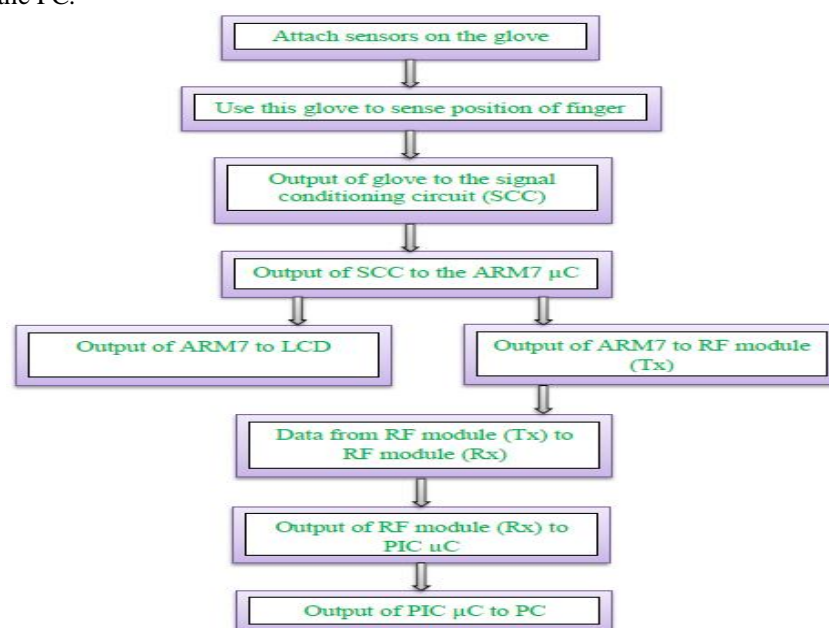 the PC.
Attach sensors on the glove
Use this glove to sense position of finger
Output of glove to the signal
conditioning circuit (SCC)
Output of SCC to the ARM7 µC
Output of ARM7 to LCD
Output of ARM7 to RF module
(Tx)
Data from RF module (Tx) to
RF module (Rx)
Output of RF module (Rx) to
PIC uC
Output of PIC µC to PC